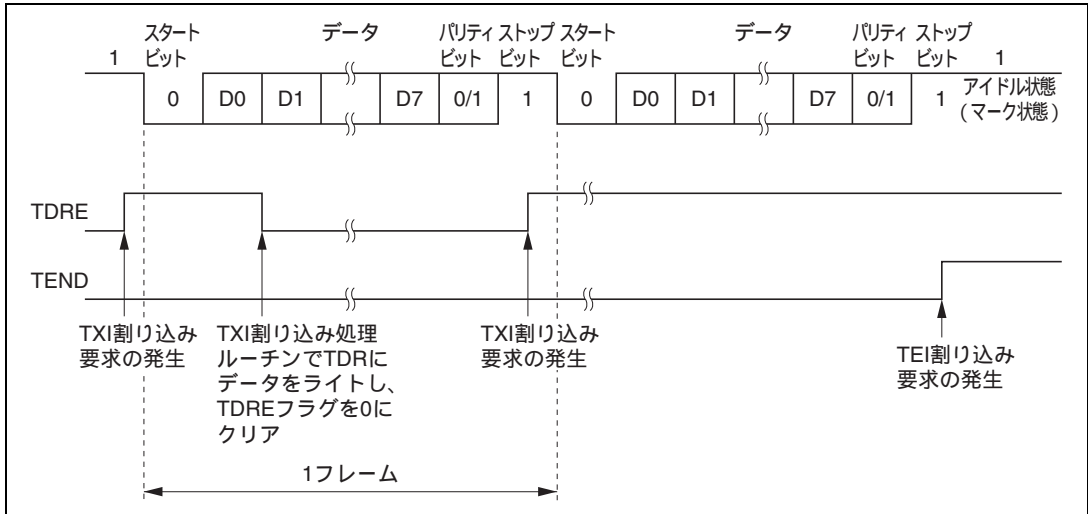 スタート データ パリティ ストップ スタート データ パリティ ストップ
1 ビット ビット ビット ビット ビット ビット 1
0 D0 D1 D7 0/1 1 0 D0 D1 D7 0/1 1 アイドル状態
(マーク状態)
TDRE
TEND
TXI割り込み
要求の発生
TXI割り込み処理
ルーチンでTDRに
データをライトし、
TDREフラグを0に
クリア
TXI割り込み
要求の発生
TEI割り込み
要求の発生
1フレーム